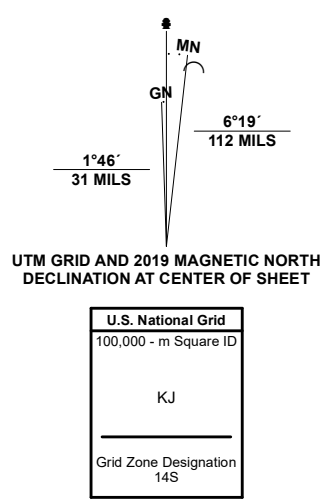 MN
GN
6°19´
112 MILS
1°46´
31 MILS
UTM GRID AND 2019 MAGNETIC NORTH
DECLINATION AT CENTER OF SHEET
U.S. National Grid
100,000 - m Square ID
KJ
Grid Zone Designation
14S